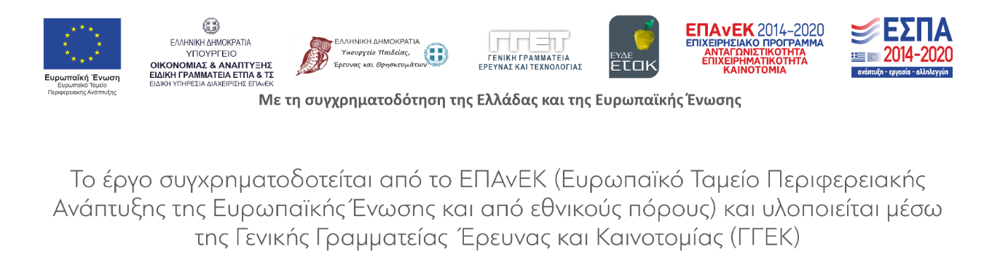 Ευρωπαϊκή Ένωση
Ευρωπαϊκό Ταμείο
Περιφερειακής Ανάπτυξης
ΕΛΛΗΝΙΚΗ ΔΗΜΟΚΡΑΤΙΑ
ΥΠΟΥΡΓΕΙΟ
ΟΙΚΟΝΟΜΙΑΣ & ΑΝΑΠΤΥΞΗΣ
ΕΙΔΙΚΗ ΓΡΑΜΜΑΤΕΙΑ ΕΤΠΑ & ΤΣ
ΕΙΔΙΚΗ ΥΠΗΡΕΣΙΑ ΔΙΑΧΕΙΡΙΣΗΣ ΕΠΑνΕΚ
ΕΛΛΗΝΙΚΗ ΔΗΜΟΚΡΑΤΙΑ
Υπουργείο Παιδείας,
Έρευνας και Θρησκευμάτων
ΓΓΕΤ
ΓΕΝΙΚΗ ΓΡΑΜΜΑΤΕΙΑ
ΕΡΕΥΝΑΣ ΚΑΙ ΤΕΧΝΟΛΟΓΙΑΣ
ΕΥΔΕ
ΕΤΑΚ
ΕΠΑνΕΚ 2014–2020
ΕΠΙΧΕΙΡΗΣΙΑΚΟ ΠΡΟΓΡΑΜΜΑ
ΑΝΤΑΓΩΝΙΣΤΙΚΟΤΗΤΑ
ΕΠΙΧΕΙΡΗΜΑΤΙΚΟΤΗΤΑ
ΚΑΙΝΟΤΟΜΙΑ
ΕΣΠΑ
2014-2020
ανάπτυξη - εργασία - αλληλεγγύη
Με τη συγχρηματοδότηση της Ελλάδας και της Ευρωπαϊκής Ένωσης
Το έργο συγχρηματοδοτείται από το ΕΠΑνΕΚ (Ευρωπαϊκό Ταμείο Περιφερειακής
Ανάπτυξης της Ευρωπαϊκής Ένωσης και από εθνικούς πόρους) και υλοποιείται μέσω
της Γενικής Γραμματείας Έρευνας και Καινοτομίας (ΓΓΕΚ)